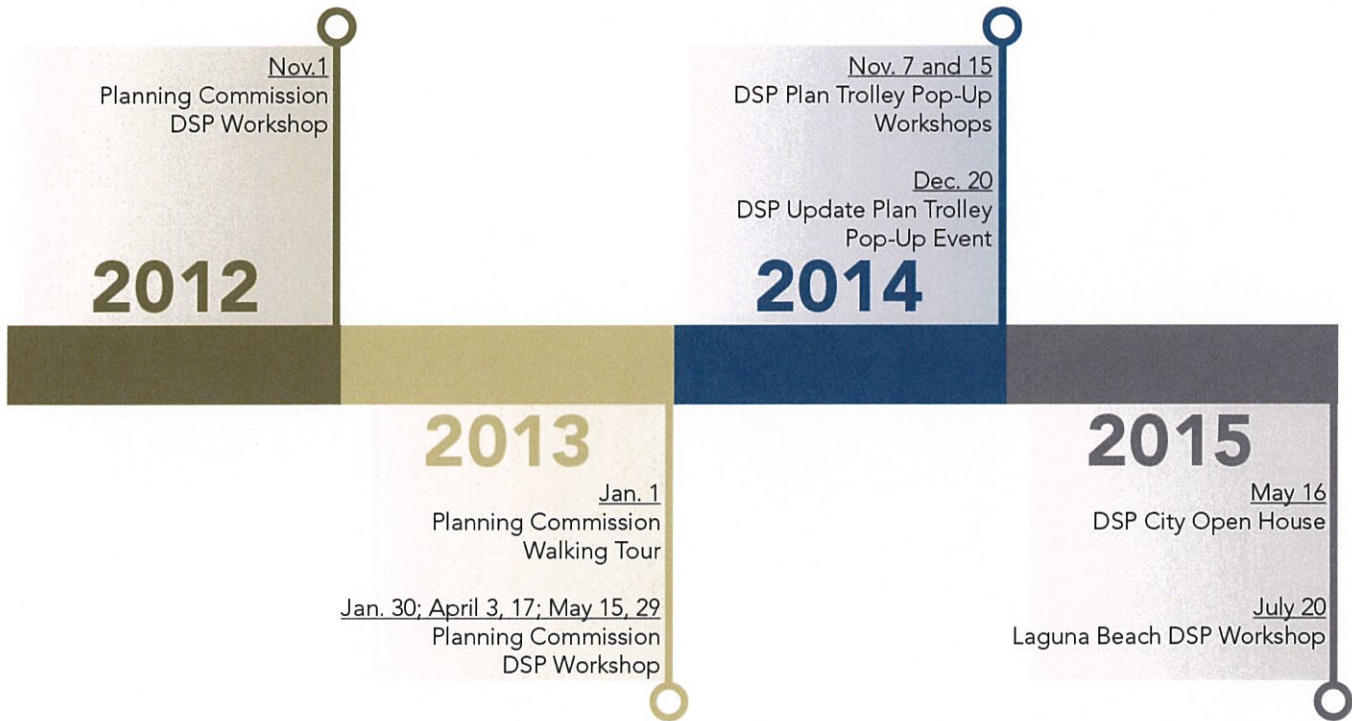 Nov.1
Planning Commission
DSP Workshop
2012
2013
Jan. 1
Planning Commission
Walking Tour
Jan. 30; April 3, 17; May 15, 29
Planning Commission
DSP Workshop
Nov. 7 and 15
DSP Plan Trolley Pop-Up
Workshops
Dec. 20
DSP Update Plan Trolley
Pop-Up Event
2014
2015
May 16
DSP City Open House
July 20
Laguna Beach DSP Workshop